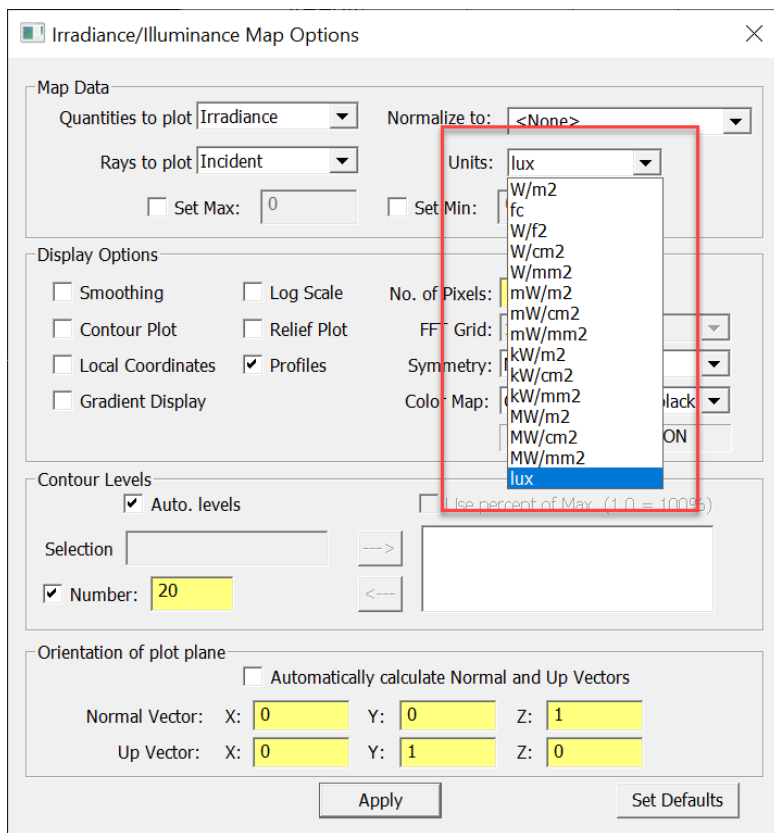 Irradiance/Illuminance Map Options
Map Data
Quantities to plot Irradiance Normalize to: <None>
Rays to plot Incident Units: lux
Set Max: 0 Set Min:
W/m2
fc
W/f2
W/cm2
W/mm2
mW/m2
mW/cm2
mW/mm2
kW/m2
kW/cm2
kW/mm2
MW/m2
MW/cm2
MW/mm2
lux
Display Options
Smoothing Log Scale No. of Pixels:
Contour Plot Relief Plot FFT Grid:
Local Coordinates Profiles Symmetry:
Gradient Display Color Map: black
ON
Contour Levels
Auto. levels Use percent of Max. (1.0 = 100%)
Selection --->
Number: 20 <---
Orientation of plot plane
Automatically calculate Normal and Up Vectors
Normal Vector: X: 0 Y: 0 Z: 1
Up Vector: X: 0 Y: 1 Z: 0
Apply Set Defaults